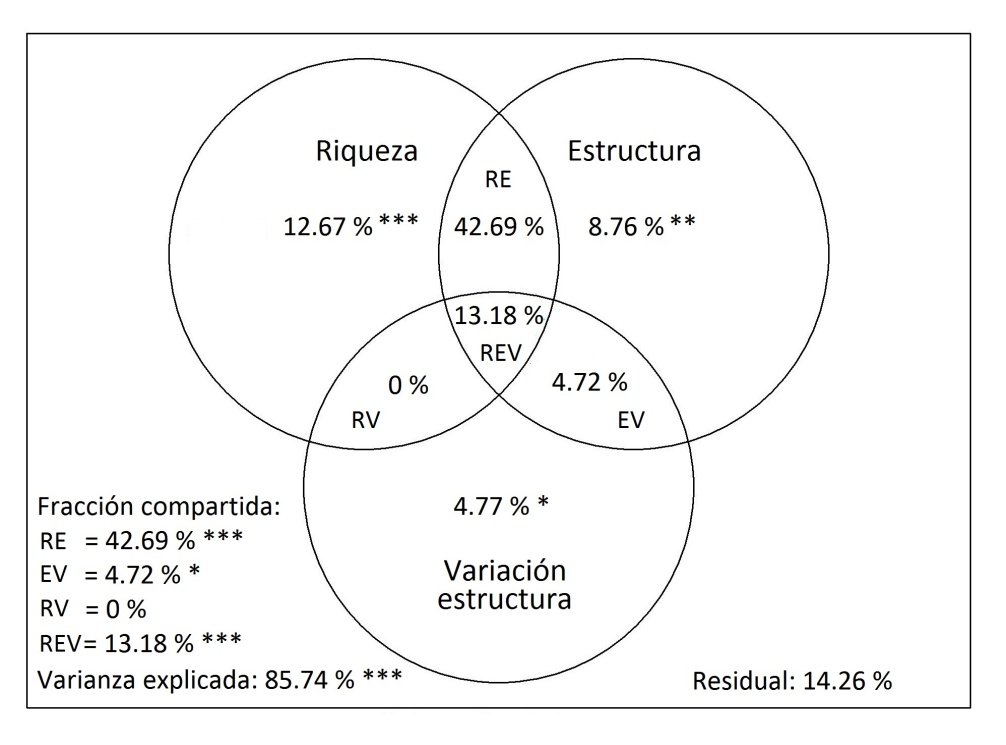 Riqueza
Estructura
RE
12.67 % ***
42.69 %
8.76 % **
13.18 %
REV
0 %
RV
4.72 %
EV
4.77 % *
Variación
estructura
Fracción compartida:
RE = 42.69 % ***
EV = 4.72 % *
RV = 0 %
REV= 13.18 % ***
Varianza explicada: 85.74 % ***
Residual: 14.26 %